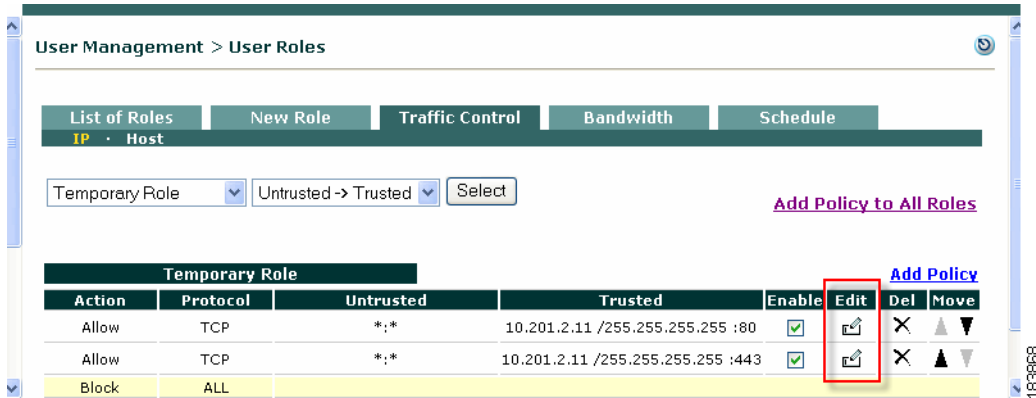 User Management > User Roles
List of Roles New Role Traffic Control Bandwidth Schedule
IP · Host
Temporary Role Untrusted -> Trusted Select
Add Policy to All Roles
Temporary Role Add Policy
Action Protocol Untrusted Trusted Enable Edit Del Move
Allow TCP *:* 10.201.2.11 /255.255.255.255 :80
Allow TCP *:* 10.201.2.11 /255.255.255.255 :443
Block ALL
183868